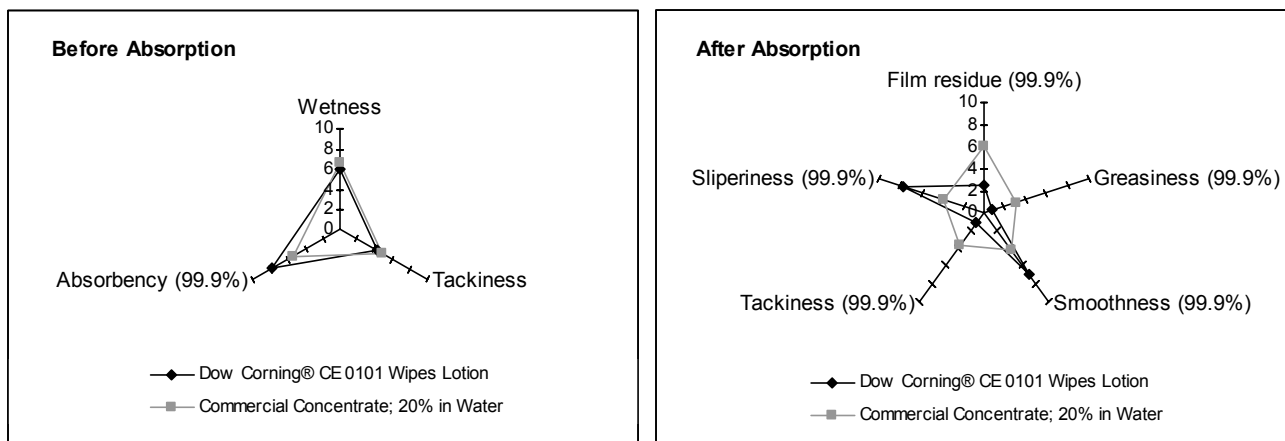 Before Absorption
Wetness
10
8
6
4
2
0
Absorbency (99.9%)
Tackiness
Dow Corning® CE 0101 Wipes Lotion
Commercial Concentrate; 20% in Water
After Absorption
Film residue (99.9%)
10
8
6
4
2
0
Sliperiness (99.9%)
Greasiness (99.9%)
Tackiness (99.9%)
Smoothness (99.9%)
Dow Corning® CE 0101 Wipes Lotion
Commercial Concentrate; 20% in Water